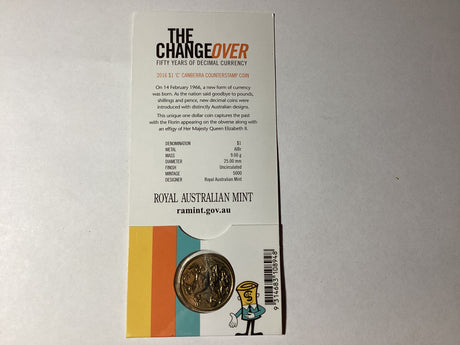 THE
CHANGEOVER
FIFTY YEARS OF DECIMAL CURRENCY
2016 $1 'C' CANBERRA COUNTERSTAMP COIN
On 14 February 1966, a new form of currency
was born. As the nation said goodbye to pounds,
shillings and pence, new decimal coins were
introduced with distinctly Australian designs.
This unique one dollar coin captures the past
with the Florin appearing on the obverse along with
an effigy of Her Majesty Queen Elizabeth II.
DENOMINATION $1
METAL AlBr
MASS 9.00 g
DIAMETER 25.00 mm
FINISH Uncirculated
MINTAGE 5000
DESIGNER Royal Australian Mint
ROYAL AUSTRALIAN MINT
ramint.gov.au
9 314683 108948
$